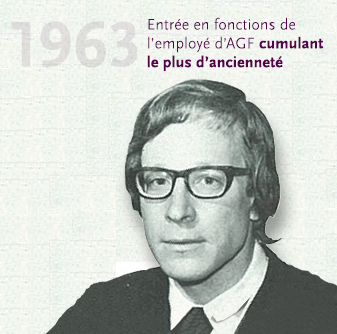 1963
Entrée en fonctions de
l'employé d'AGF cumulant
le plus d'ancienneté